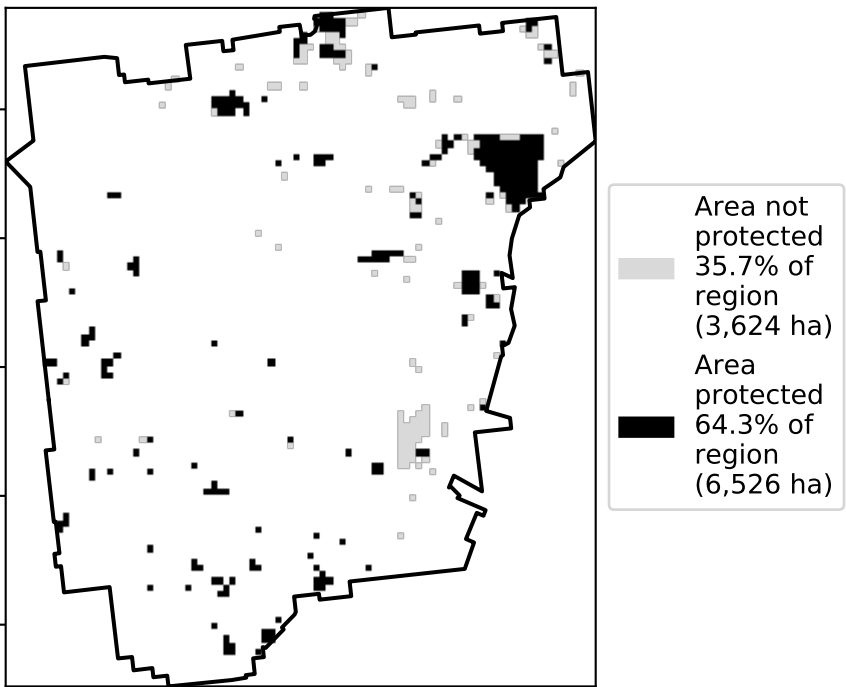 Area not
protected
35.7% of
region
(3,624 ha)
Area
protected
64.3% of
region
(6,526 ha)